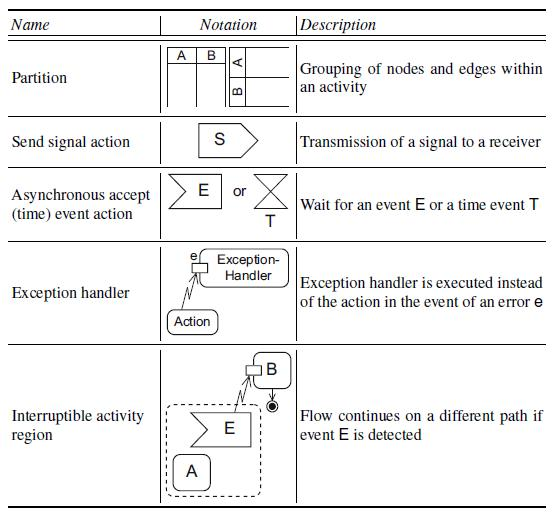 Name Notation Description
Partition
A B
A
B
Grouping of nodes and edges within
an activity
Send signal action
S
Transmission of a signal to a receiver
Asynchronous accept
(time) event action
E or
T
Wait for an event E or a time event T
Exception handler
e
Exception-
Handler
Action
Exception handler is executed instead
of the action in the event of an error e
Interruptible activity
region
B
E
A
Flow continues on a different path if
event E is detected